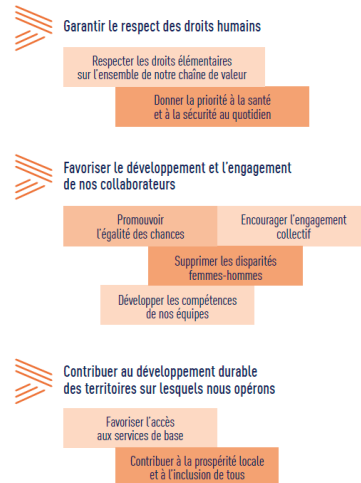 Garantir le respect des droits humains
Respecter les droits élémentaires
sur l'ensemble de notre chaîne de valeur
Donner la priorité à la santé
et à la sécurité au quotidien
Favoriser le développement et l'engagement
de nos collaborateurs
Promouvoir
l'égalité des chances
Encourager l'engagement
collectif
Supprimer les disparités
femmes-hommes
Développer les compétences
de nos équipes
Contribuer au développement durable
des territoires sur lesquels nous opérons
Favoriser l'accès
aux services de base
Contribuer à la prospérité locale
et à l'inclusion de tous